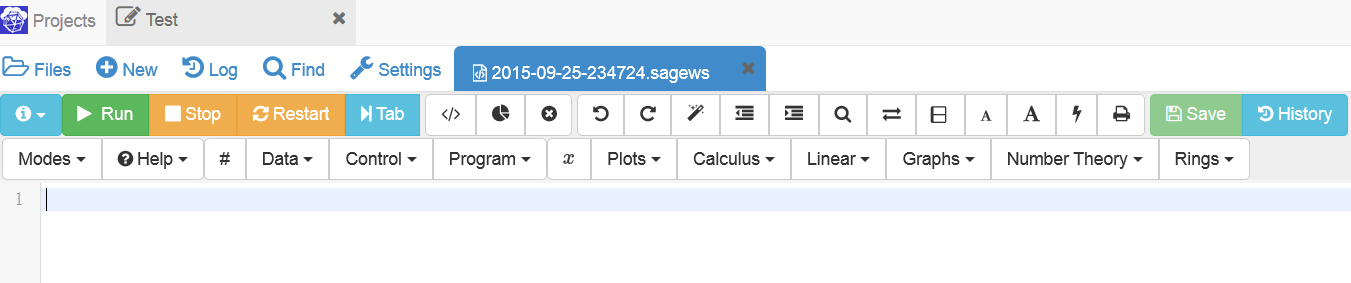 Projects Test
Files New Log Find Settings 2015-09-25-234724.sagews
Run Stop Restart Tab </> A A Save History
Modes Help # Data Control Program x Plots Calculus Linear Graphs Number Theory Rings
1